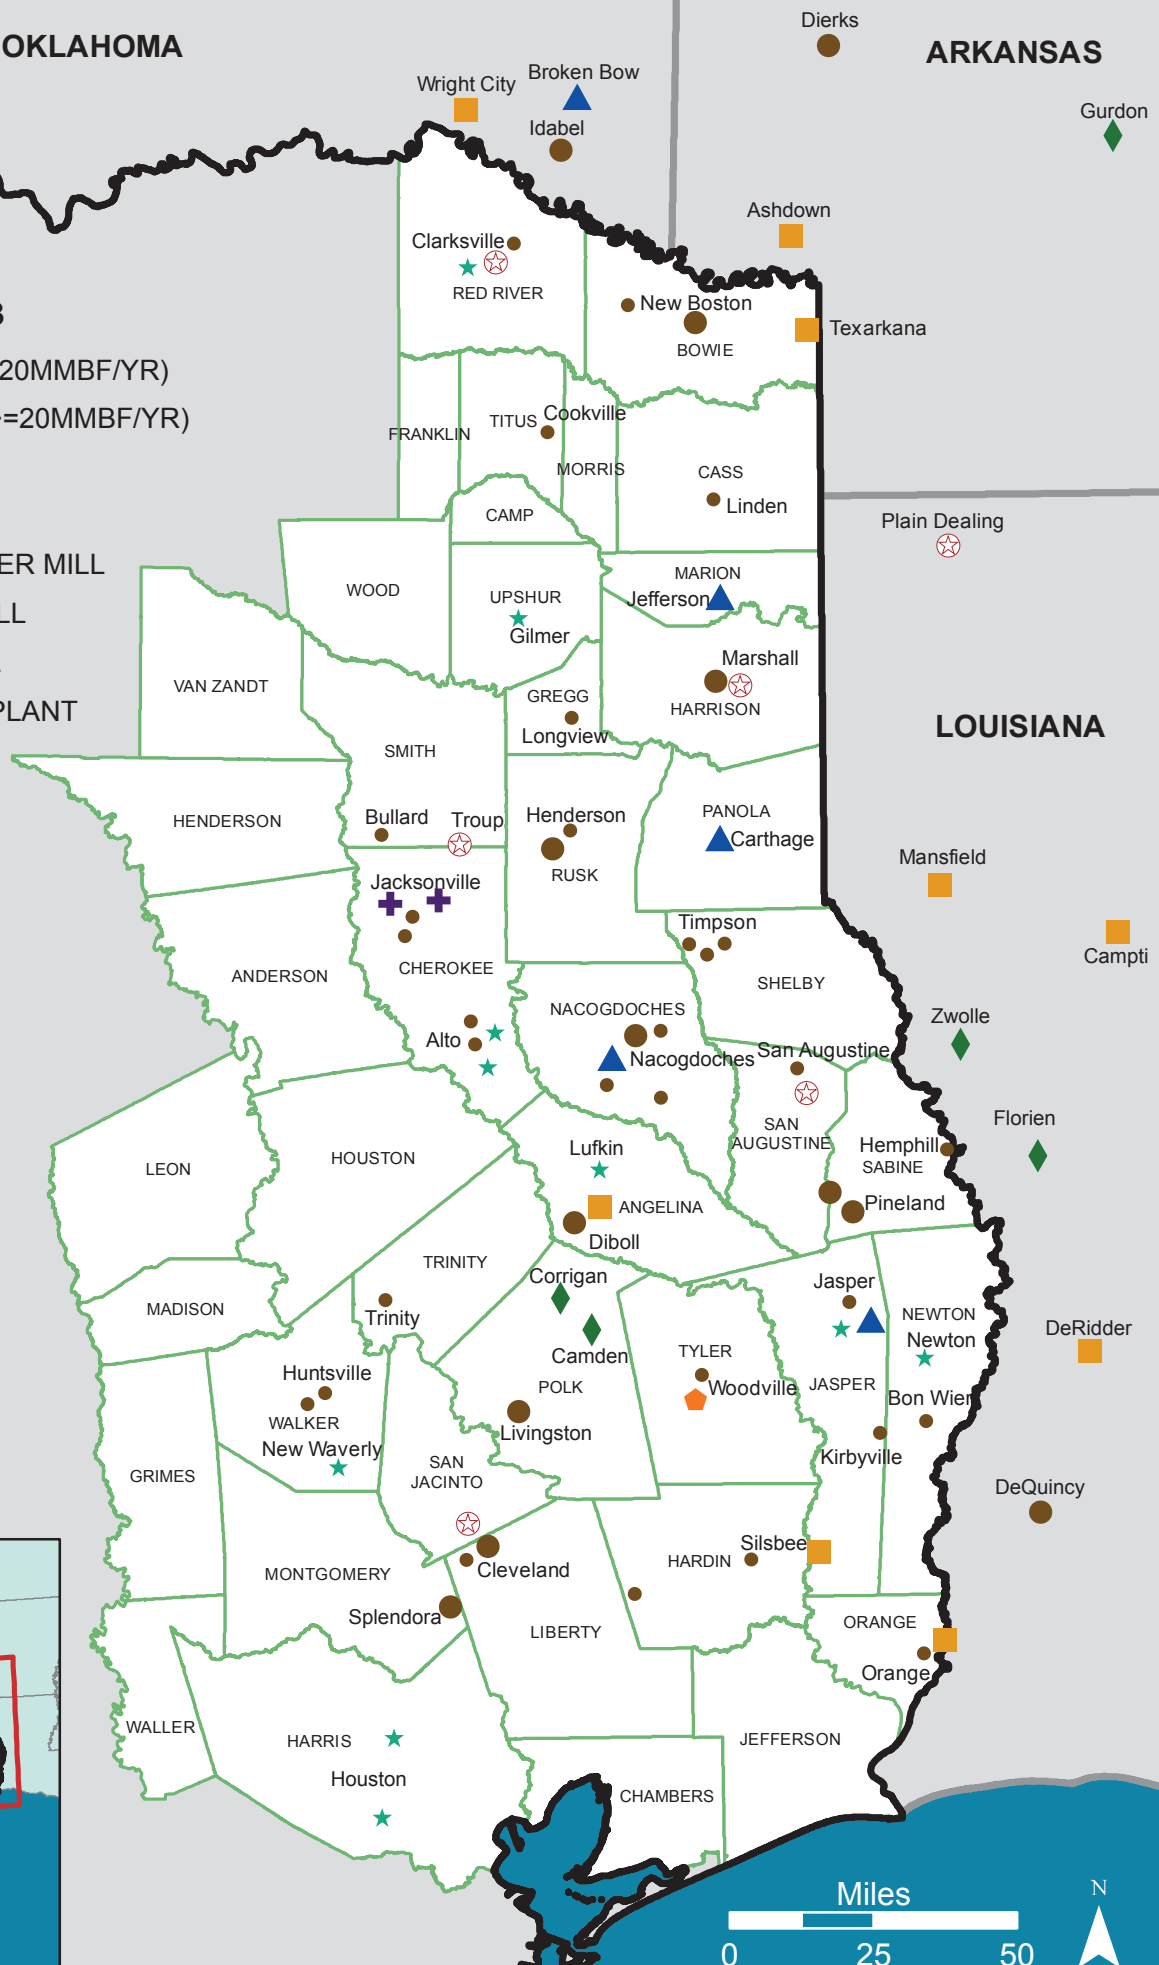 Dierks
OKLAHOMA
ARKANSAS
Broken Bow
Wright City
Gurdon
Idabel
Ashdown
Clarksville
RED RIVER
New Boston
BOWIE
Texarkana
20MMBF/YR)
=20MMBF/YR)
Cookville
TITUS
FRANKLIN
MORRIS
CASS
Linden
CAMP
Plain Dealing
ER MILL
MARION
WOOD
UPSHUR
Jefferson
LL
Gilmer
Marshall
VAN ZANDT
GREGG
HARRISON
PLANT
LOUISIANA
Longview
SMITH
PANOLA
Bullard
Troup
Henderson
HENDERSON
Carthage
Mansfield
RUSK
Jacksonville
Timpson
Campti
CHEROKEE
ANDERSON
SHELBY
NACOGDOCHES
Zwolle
Alto
Nacogdoches
San Augustine
Florien
SAN
AUGUSTINE
Hemphill
Lufkin
HOUSTON
SABINE
LEON
Pineland
ANGELINA
Diboll
TRINITY
Corrigan
Jasper
MADISON
Trinity
NEWTON
Newton
DeRidder
Camden
TYLER
Huntsville
POLK
Woodville
JASPER
Bon Wier
WALKER
Livingston
New Waverly
Kirbyville
SAN
JACINTO
GRIMES
DeQuincy
Silsbee
HARDIN
Cleveland
MONTGOMERY
Splendora
LIBERTY
ORANGE
Orange
WALLER
HARRIS
JEFFERSON
Houston
CHAMBERS
Miles
N
0 25 50